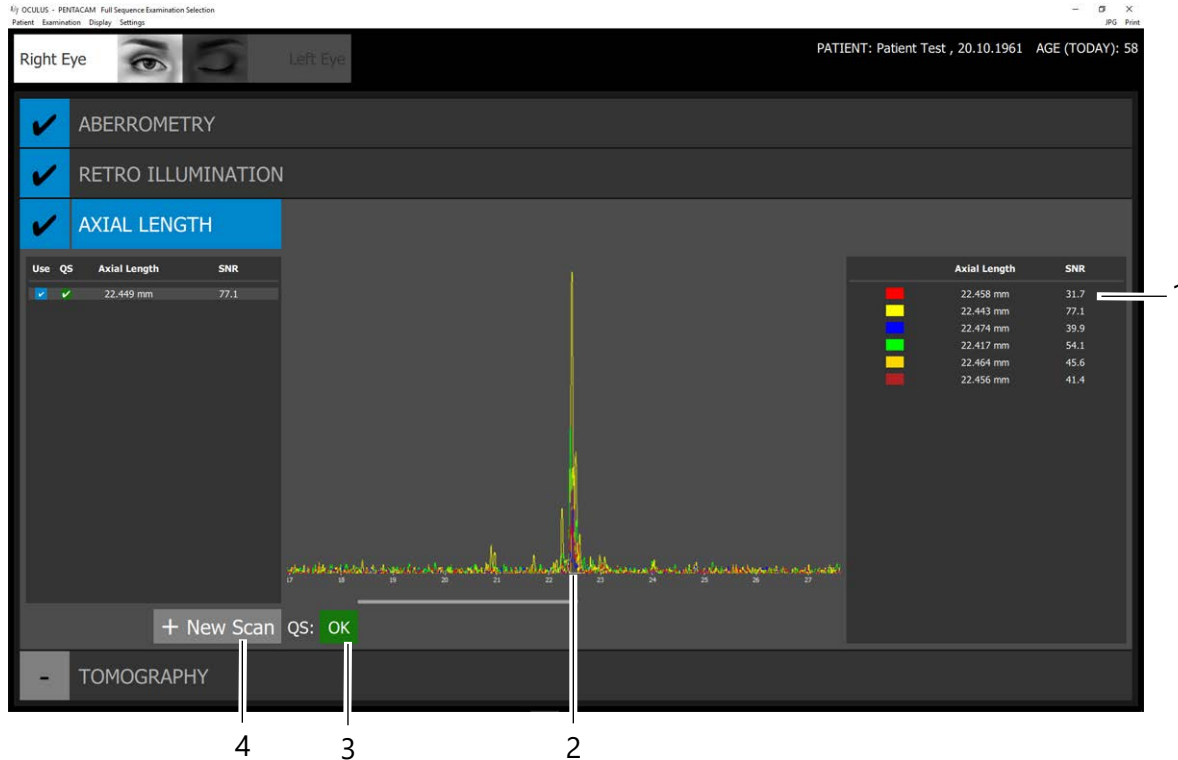 OCULUS - PENTACAM Full Sequence Examination Selection
Patient Examination Display Settings
JPG Print
Right Eye
Left Eye
PATIENT: Patient Test , 20.10.1961 AGE (TODAY): 58
ABERROMETRY
RETRO ILLUMINATION
AXIAL LENGTH
Use QS Axial Length SNR
22.449 mm 77.1
Axial Length SNR
22.458 mm 31.7
22.443 mm 77.1
22.474 mm 39.9
22.417 mm 54.1
22.464 mm 45.6
22.456 mm 41.4
1
17 18 19 20 21 22 23 24 25 26 27
+ New Scan QS: OK
- TOMOGRAPHY
4 3 2